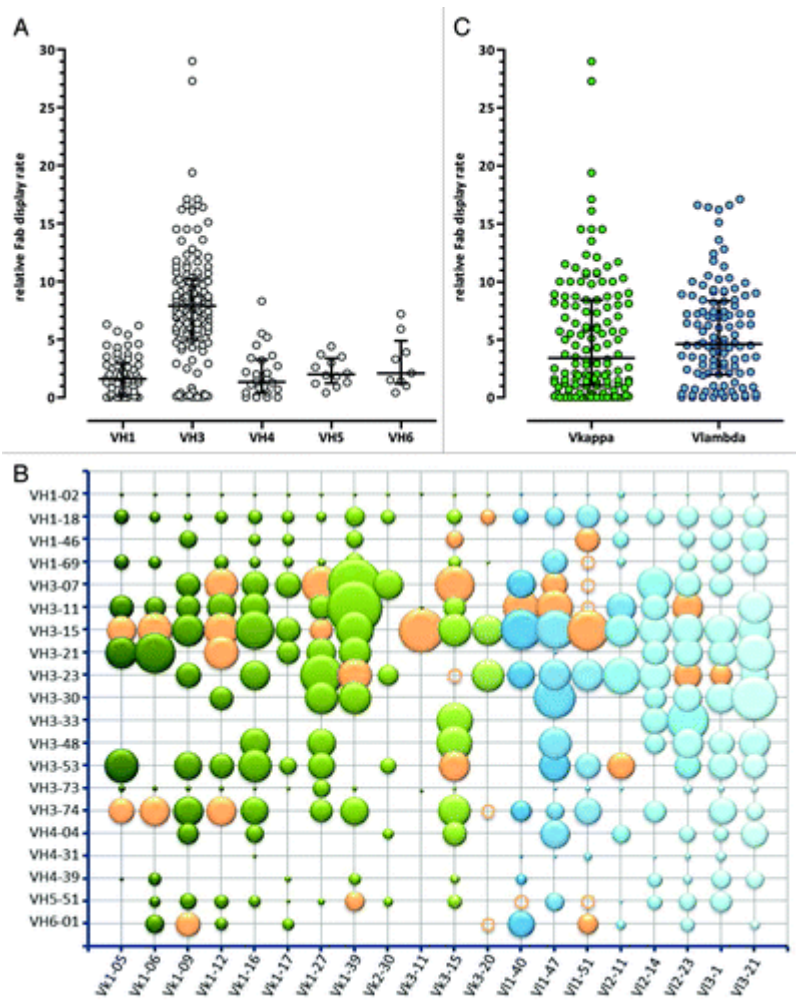 A
relative Fab display rate
30
25
20
15
10
5
0
VH1 VH3 VH4 VH5 VH6
C
relative Fab display rate
30
25
20
15
10
5
0
Vkappa Vlambda
B
VH1-02
VH1-18
VH1-46
VH1-69
VH3-07
VH3-11
VH3-15
VH3-21
VH3-23
VH3-30
VH3-33
VH3-48
VH3-53
VH3-73
VH3-74
VH4-04
VH4-31
VH4-39
VH5-51
VH6-01
Vk1-05 Vk1-06 Vk1-09 Vk1-12 Vk1-16 Vk1-17 Vk1-27 Vk1-39 Vk2-30 Vk3-11 Vk3-15 Vk3-20 Vl1-40 Vl1-47 Vl1-51 Vl2-11 Vl2-14 Vl2-23 Vl3-1 Vl3-21